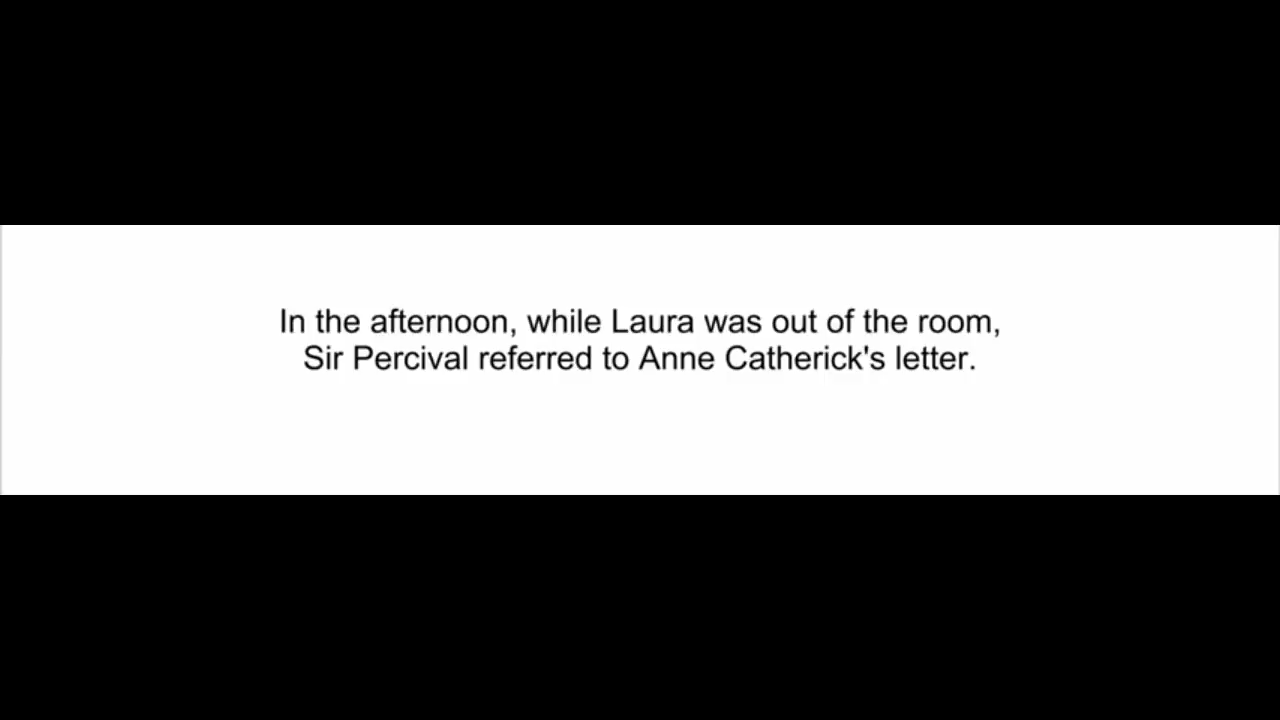 In the afternoon, while Laura was out of the room,
Sir Percival referred to Anne Catherick's letter.